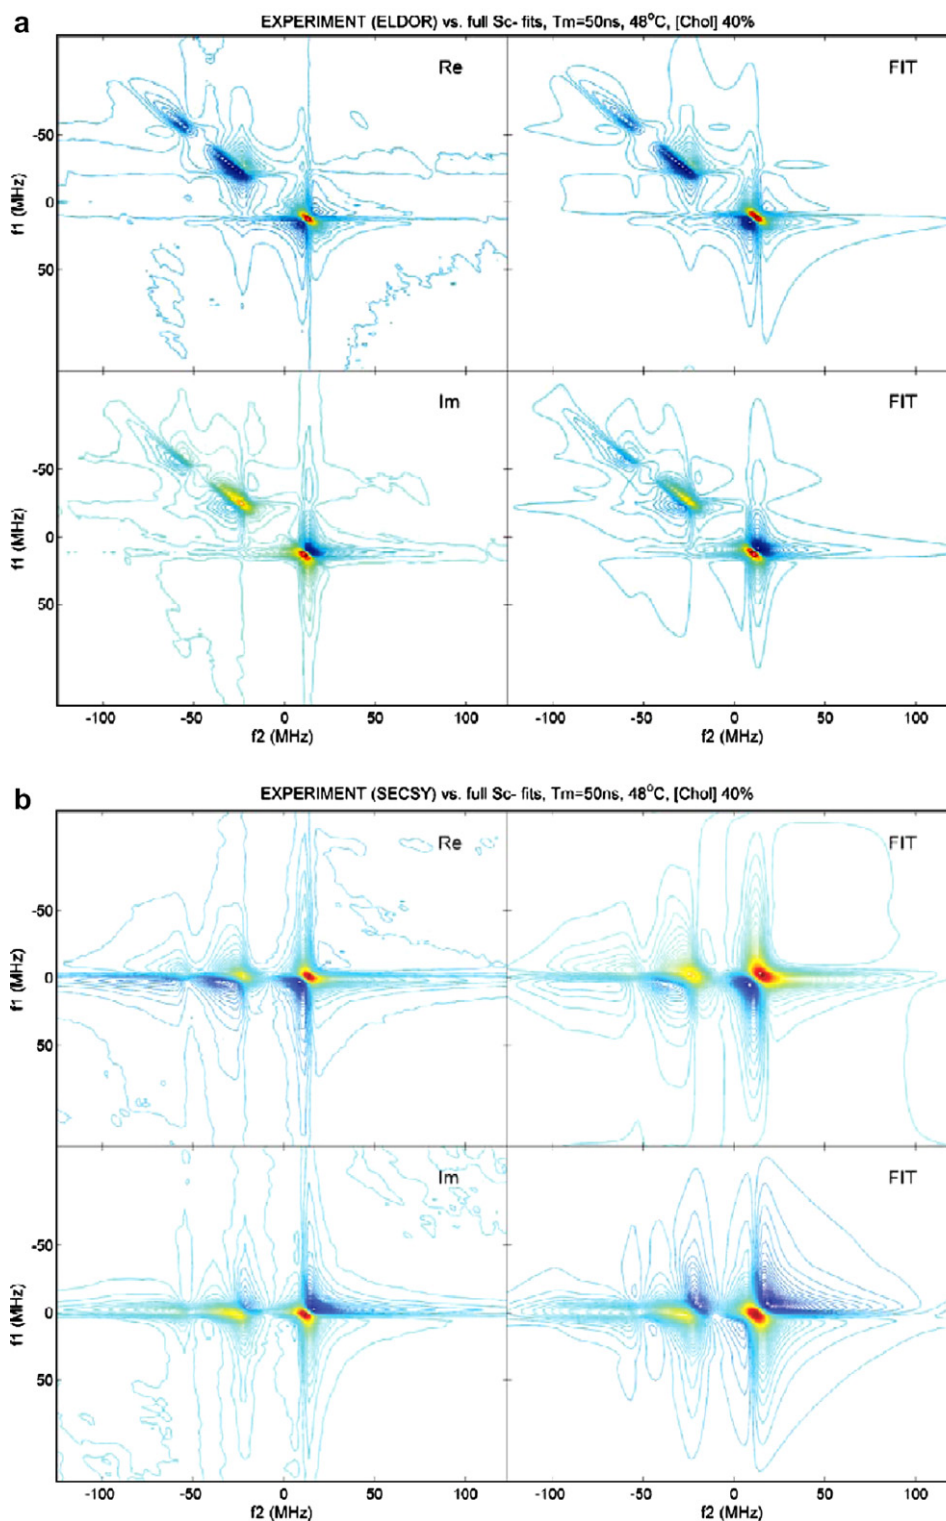 a
EXPERIMENT (ELDOR) vs. full Sc- fits, Tm=50ns, 48°C, [Chol] 40%
Re
FIT
-50
0
50
f1 (MHz)
Im
FIT
-50
0
50
f1 (MHz)
-100 -50 0 50 100
-100 -50 0 50 100
f2 (MHz)
f2 (MHz)
b
EXPERIMENT (SECSY) vs. full Sc- fits, Tm=50ns, 48°C, [Chol] 40%
Re
FIT
-50
0
50
f1 (MHz)
Im
FIT
-50
0
50
f1 (MHz)
-100 -50 0 50 100
-100 -50 0 50 100
f2 (MHz)
f2 (MHz)